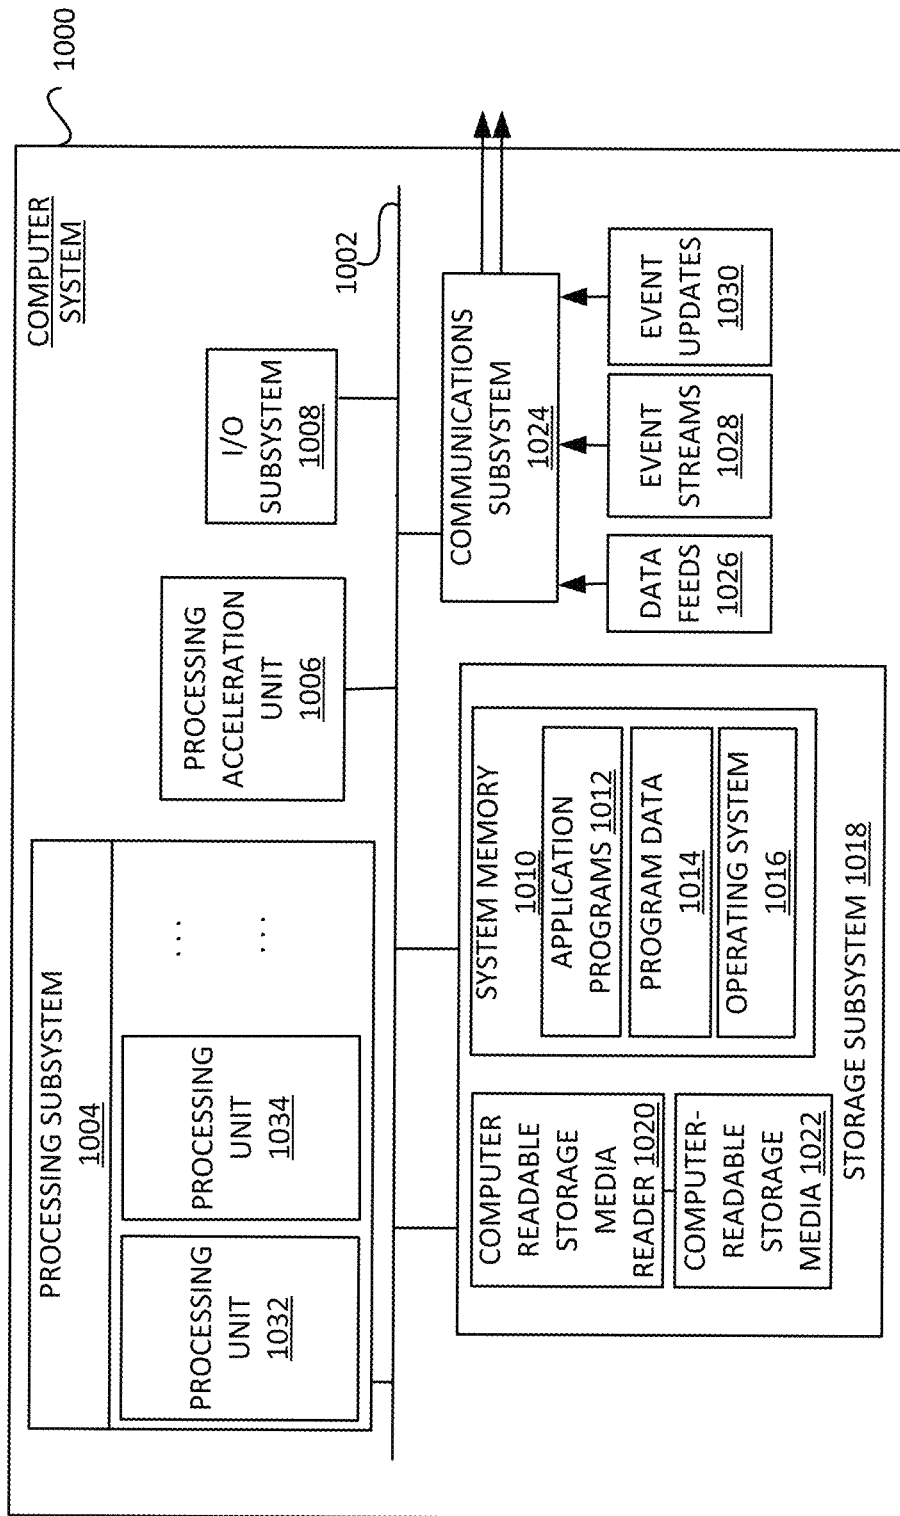 1000
COMPUTER
SYSTEM
PROCESSING SUBSYSTEM
1004
PROCESSING
UNIT
1032
PROCESSING
UNIT
1034
...
...
PROCESSING
ACCELERATION
UNIT
1006
I/O
SUBSYSTEM
1008
1002
COMPUTER
READABLE
STORAGE
MEDIA
READER 1020
COMPUTER-
READABLE
STORAGE
MEDIA 1022
SYSTEM MEMORY
1010
APPLICATION
PROGRAMS 1012
PROGRAM DATA
1014
OPERATING SYSTEM
1016
STORAGE SUBSYSTEM 1018
COMMUNICATIONS
SUBSYSTEM
1024
DATA
FEEDS
1026
EVENT
STREAMS
1028
EVENT
UPDATES
1030